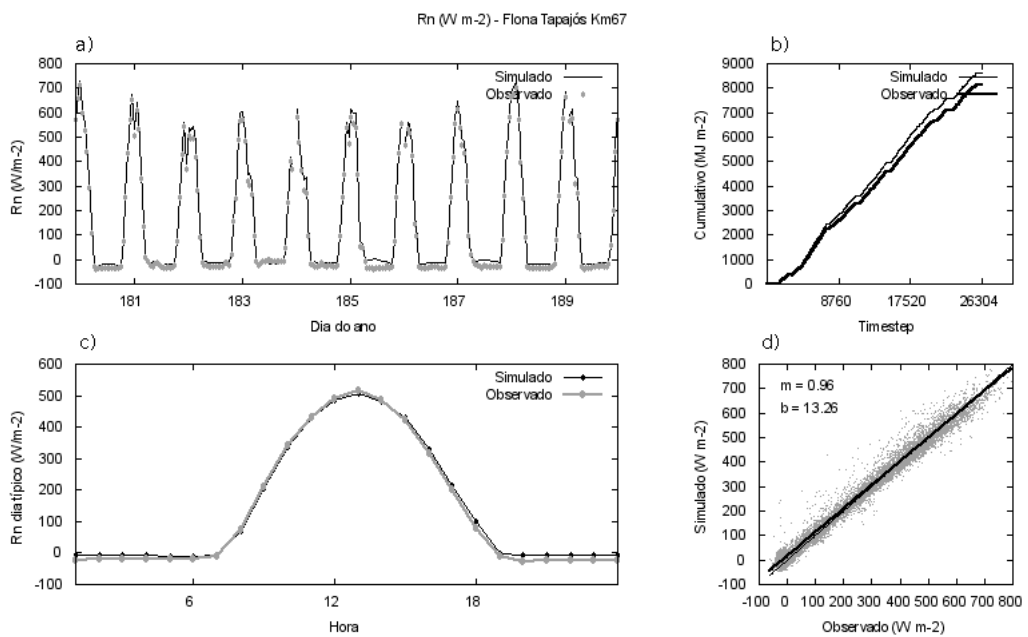 Rn (W m-2) - Flona Tapajós Km67
a)
800
700
600
500
400
300
200
100
0
-100
Rn (W/m-2)
Simulado
Observado
181
183
185
187
189
Dia do ano
b)
9000
8000
7000
6000
5000
4000
3000
2000
1000
0
Cumulativo (MJ m-2)
Simulado
Observado
8760
17520
26304
Timestep
c)
600
500
400
300
200
100
0
-100
Rn dia típico (W/m-2)
Simulado
Observado
6
12
18
Hora
d)
800
700
600
500
400
300
200
100
0
-100
Simulado (W m-2)
m = 0.96
b = 13.26
-100 0 100 200 300 400 500 600 700 800
Observado (W m-2)